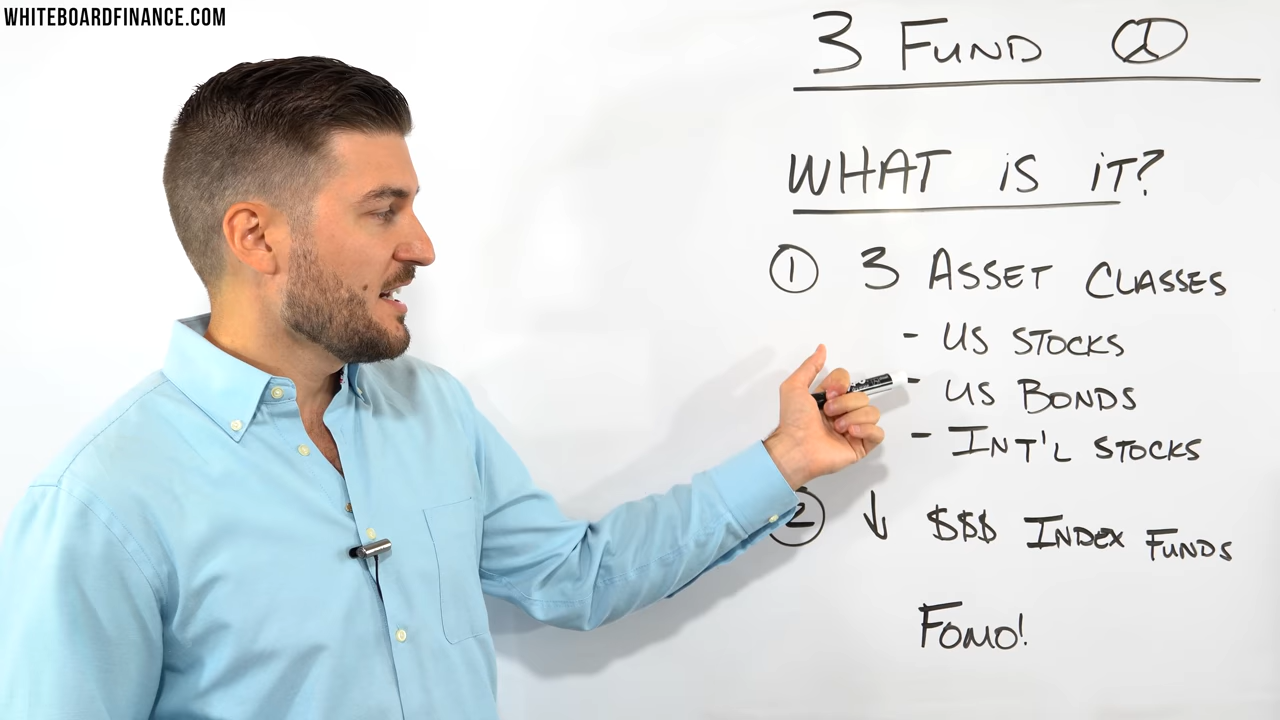 WHITEBOARDFINANCE.COM
3 FUND
WHAT IS IT?
① 3 ASSET CLASSES
- US STOCKS
- US BONDS
- INT'L STOCKS
② ↓ $$$ INDEX FUNDS
FOMO!